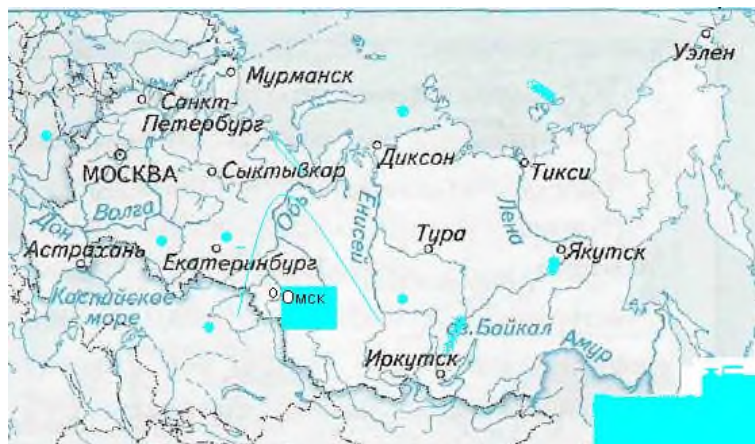 Уэлен
Мурманск
Санкт-
Петербург
Диксон
МОСКВА
Сыктывкар
Тикси
Обь
Енисей
Лена
Волга
Дон
Тура
Якутск
Астрахань
Екатеринбург
Каспийское
море
Омск
оз. Байкал
Амур
Иркутск